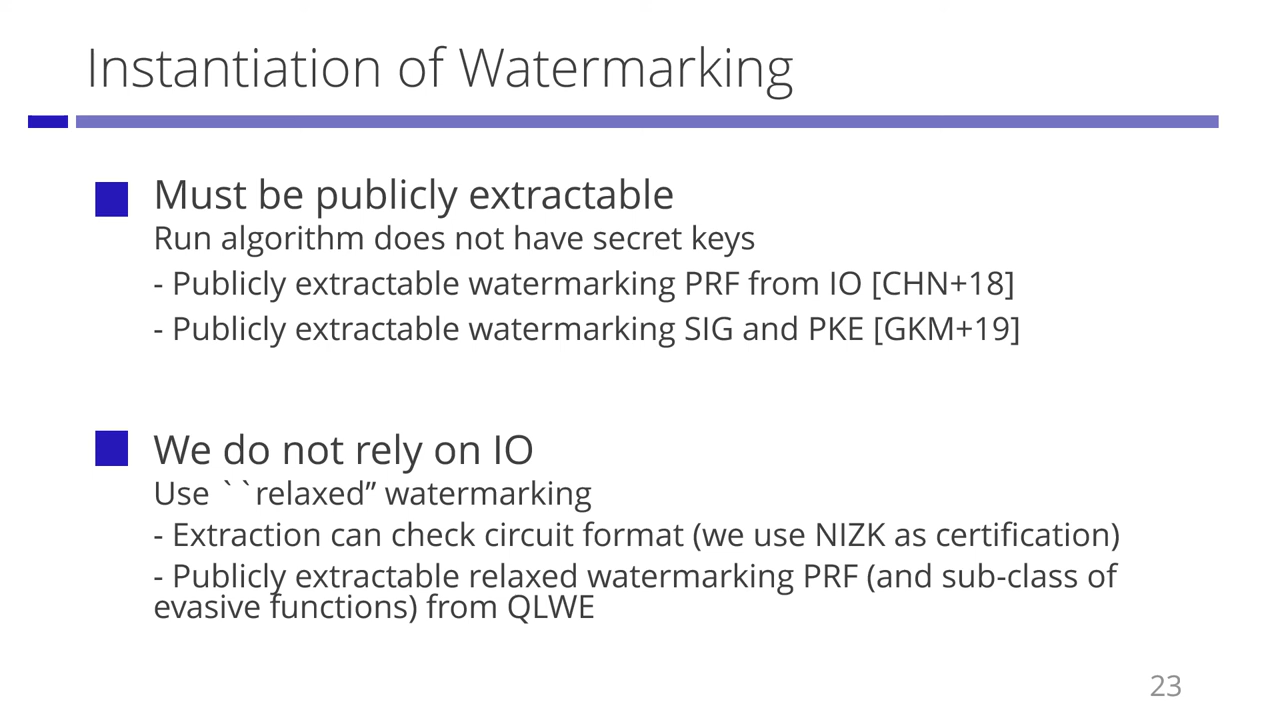 Instantiation of Watermarking
Must be publicly extractable
Run algorithm does not have secret keys
- Publicly extractable watermarking PRF from IO [CHN+18]
- Publicly extractable watermarking SIG and PKE [GKM+19]
We do not rely on IO
Use ``relaxed” watermarking
- Extraction can check circuit format (we use NIZK as certification)
- Publicly extractable relaxed watermarking PRF (and sub-class of
evasive functions) from QLWE
23